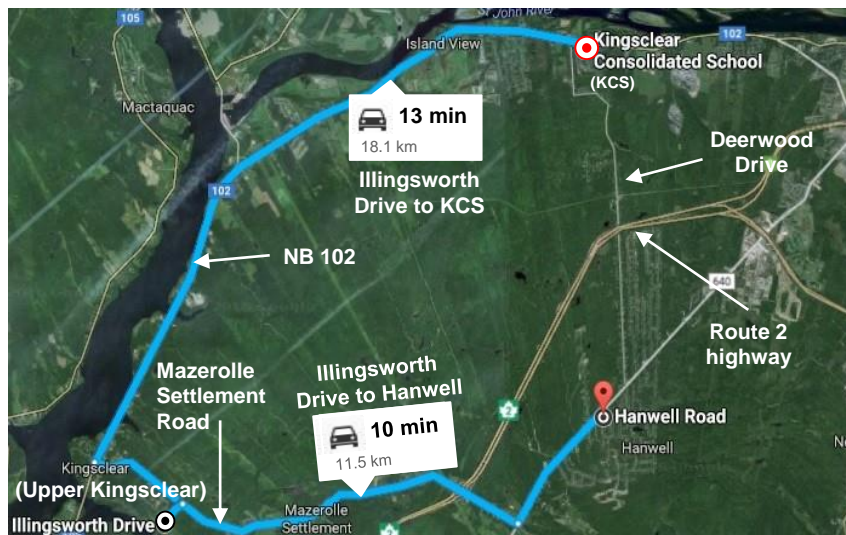 105
St John River
Island View
102
Kingsclear
Consolidated School
(KCS)
Mactaquac
13 min
18.1 km
Illingsworth
Drive to KCS
Deerwood
Drive
102
NB 102
640
Route 2
highway
Mazerolle
Settlement
Road
Illingsworth
Drive to Hanwell
10 min
11.5 km
2
Hanwell Road
Hanwell
Kingsclear
(Upper Kingsclear)
Illingsworth Drive
Mazerolle
Settlement
2